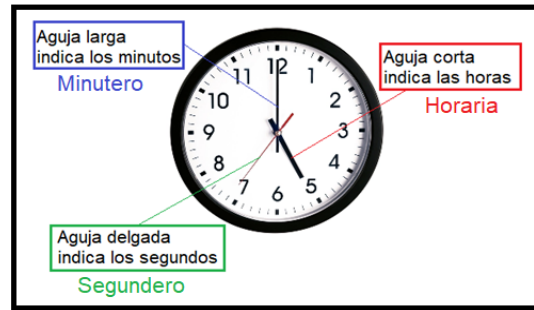 Aguja larga
indica los minutos
Minutero
Aguja corta
indica las horas
Horaria
12
1
2
3
4
5
6
7
8
9
10
11
Aguja delgada
indica los segundos
Segundero